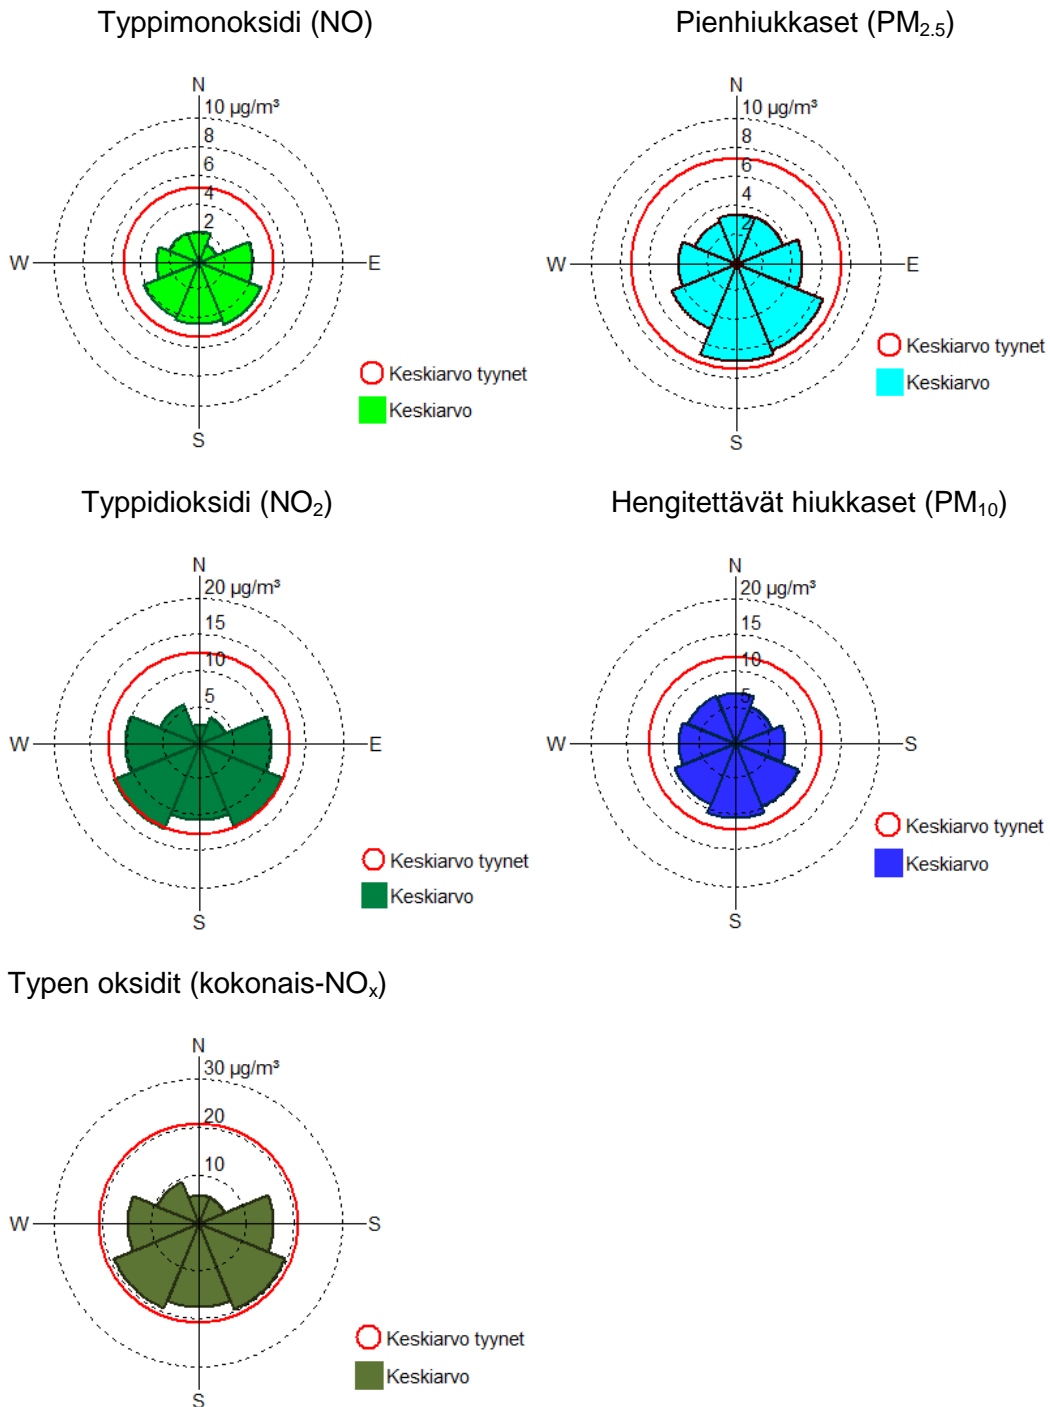 Typpimonoksidi (NO)
N
10 µg/m³
8
6
4
2
W
E
S
Keskiarvo tyynet
Keskiarvo
Pienhiukkaset (PM₂.₅)
N
10 µg/m³
8
6
4
2
W
E
S
Keskiarvo tyynet
Keskiarvo
Typpidioksidi (NO₂)
N
20 µg/m³
15
10
5
W
E
S
Keskiarvo tyynet
Keskiarvo
Hengitettävät hiukkaset (PM₁₀)
N
20 µg/m³
15
10
5
W
S
S
Keskiarvo tyynet
Keskiarvo
Typen oksidit (kokonais-NOₓ)
N
30 µg/m³
20
10
W
S
S
Keskiarvo tyynet
Keskiarvo